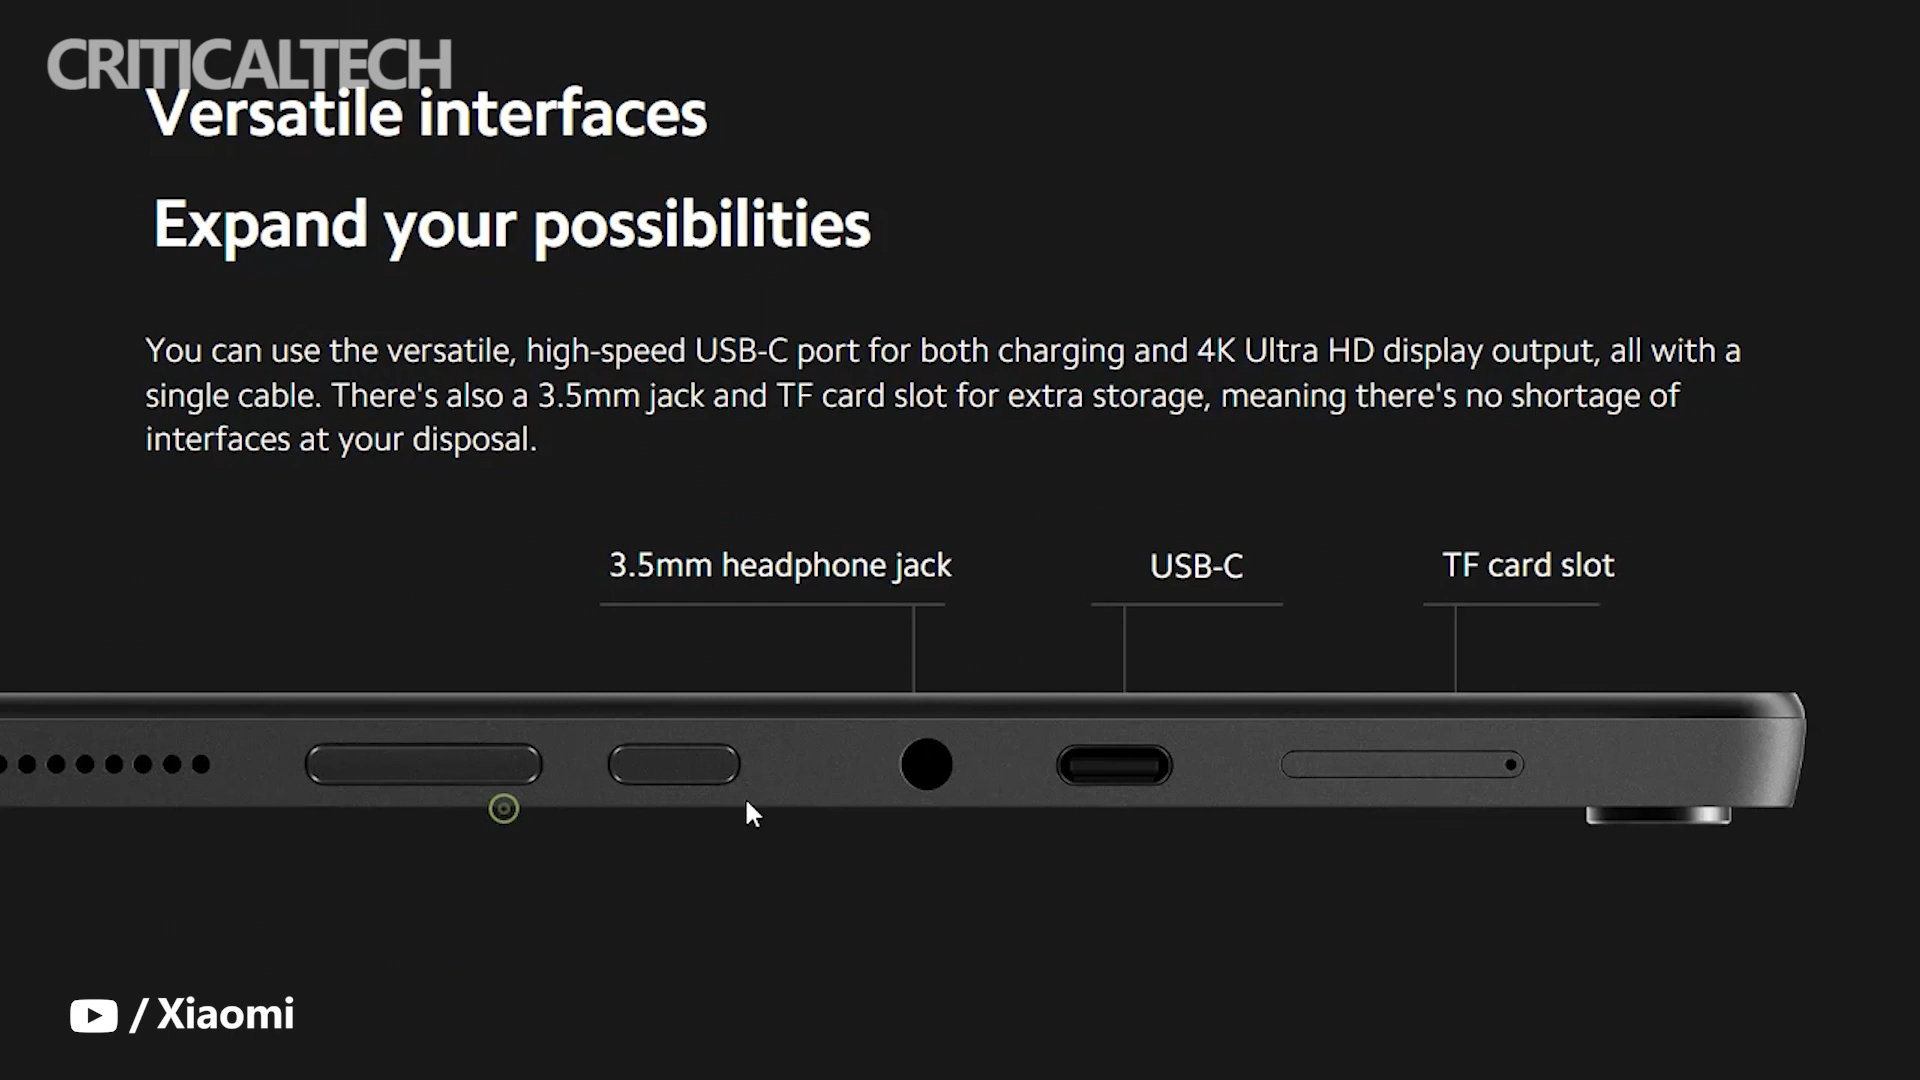 CRITICALTECH
Versatile interfaces
Expand your possibilities
You can use the versatile, high-speed USB-C port for both charging and 4K Ultra HD display output, all with a
single cable. There's also a 3.5mm jack and TF card slot for extra storage, meaning there's no shortage of
interfaces at your disposal.
3.5mm headphone jack
USB-C
TF card slot
/ Xiaomi